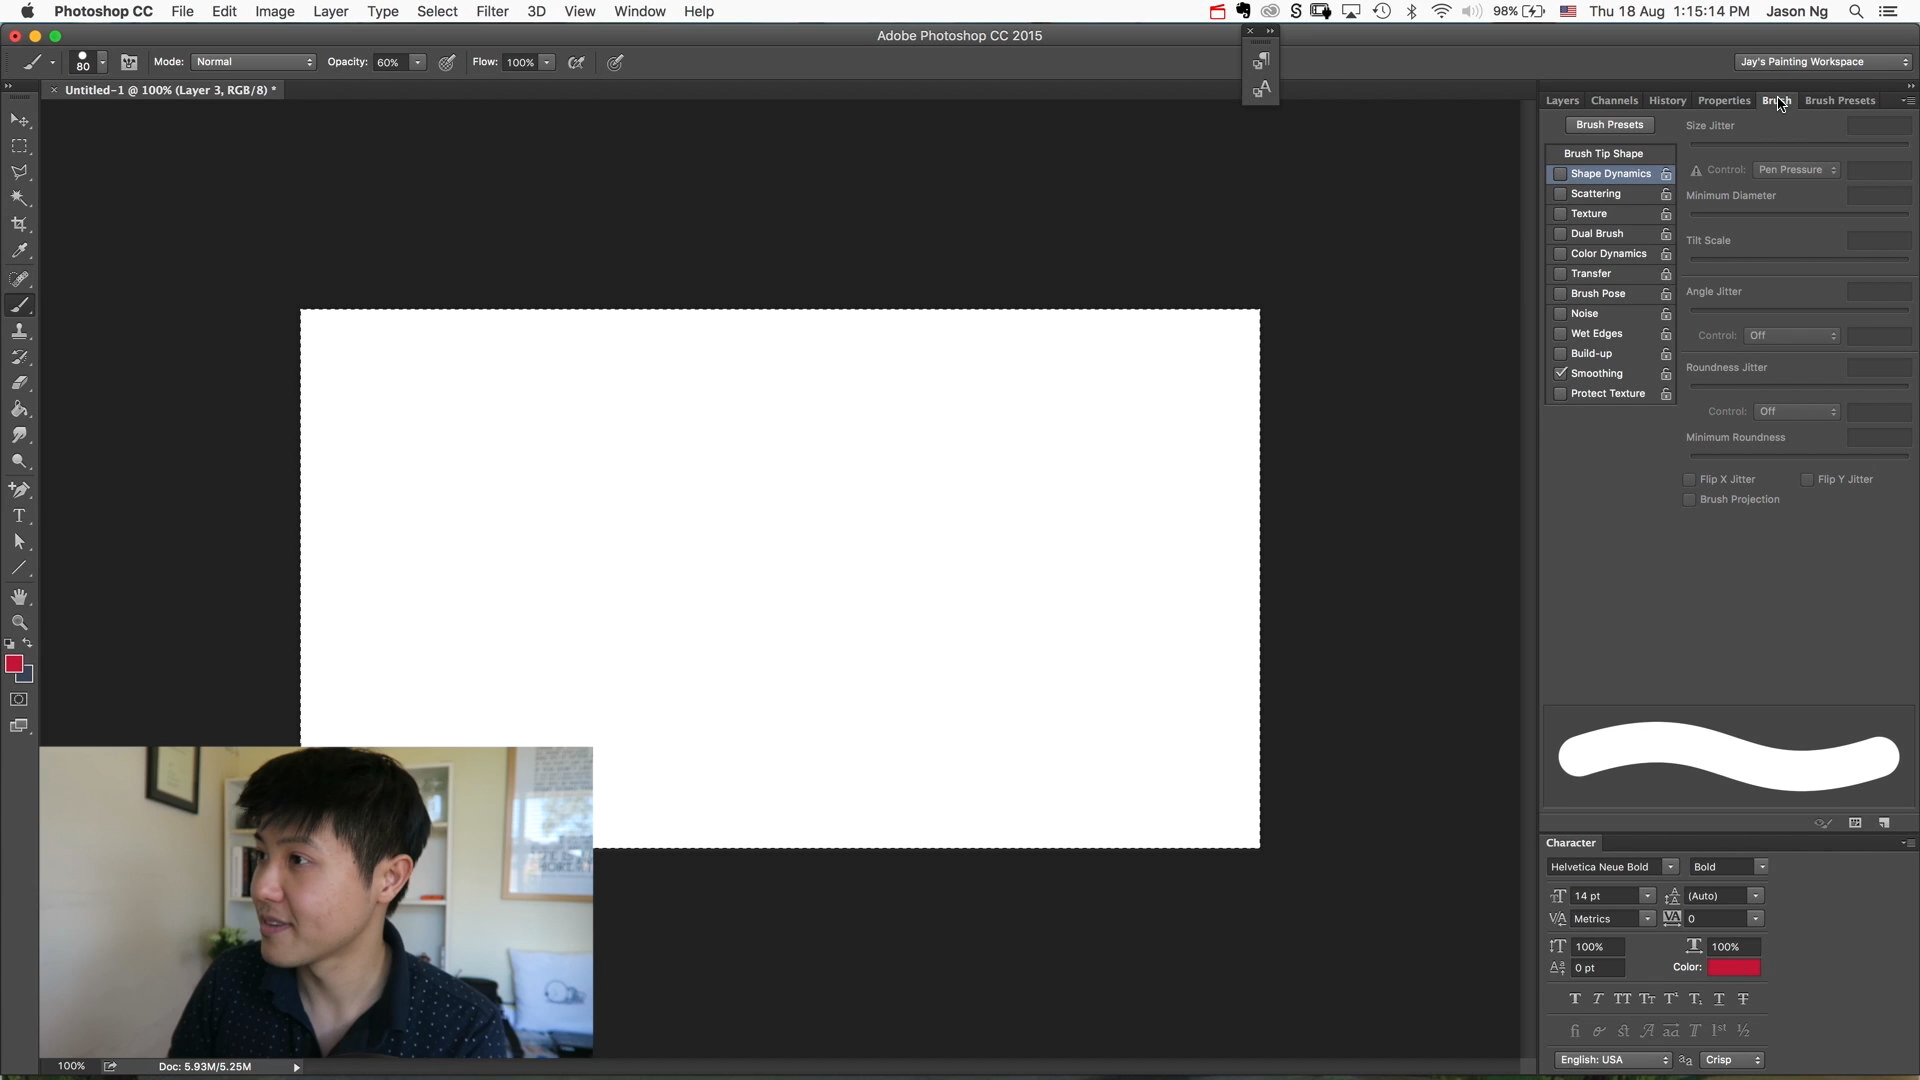 Photoshop CC File Edit Image Layer Type Select Filter 3D View Window Help 98% Thu 18 Aug 1:15:14 PM Jason Ng
Adobe Photoshop CC 2015
80 Mode: Normal Opacity: 60% Flow: 100% Jay's Painting Workspace
Untitled-1 @ 100% (Layer 3, RGB/8) *
Layers Channels History Properties Brush Brush Presets
Brush Presets
Brush Tip Shape
Shape Dynamics
Scattering
Texture
Dual Brush
Color Dynamics
Transfer
Brush Pose
Noise
Wet Edges
Build-up
Smoothing
Protect Texture
Size Jitter
Control: Pen Pressure
Minimum Diameter
Tilt Scale
Angle Jitter
Control: Off
Roundness Jitter
Control: Off
Minimum Roundness
Flip X Jitter Flip Y Jitter
Brush Projection
Character
Helvetica Neue Bold Bold
14 pt (Auto)
Metrics 0
100% 100%
0 pt Color:
English: USA Crisp
100% Doc: 5.93M/5.25M